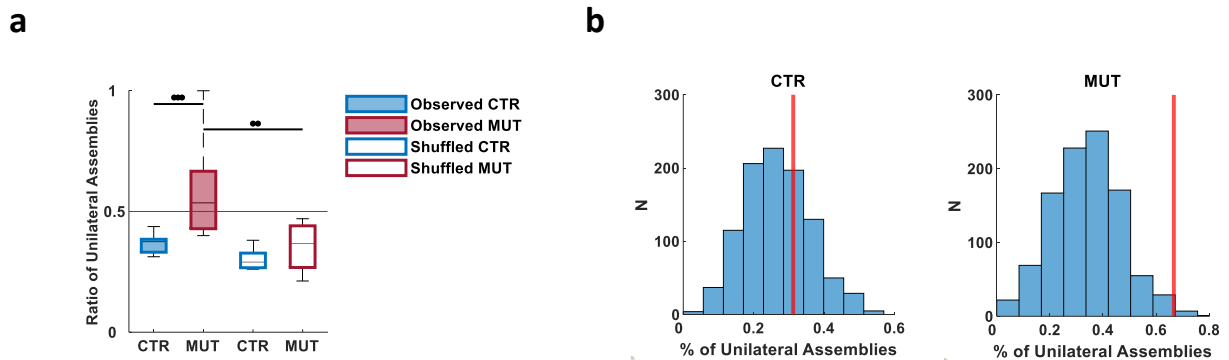 a
Ratio of Unilateral Assemblies
1
0.5
0
CTR
MUT
CTR
MUT
Observed CTR
Observed MUT
Shuffled CTR
Shuffled MUT
b
CTR
N
300
200
100
0
0
0.2
0.4
0.6
% of Unilateral Assemblies
MUT
N
300
200
100
0
0
0.2
0.4
0.6
0.8
% of Unilateral Assemblies